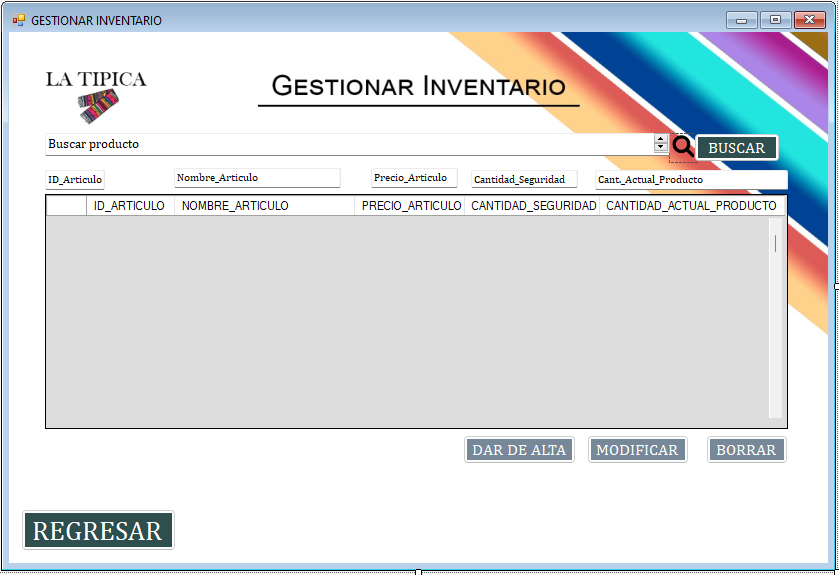 GESTIONAR INVENTARIO
LA TIPICA
GESTIONAR INVENTARIO
Buscar producto
BUSCAR
ID_Articulo Nombre_Articulo Precio_Articulo Cantidad_Seguridad Cant._Actual_Producto
ID_ARTICULO NOMBRE_ARTICULO PRECIO_ARTICULO CANTIDAD_SEGURIDAD CANTIDAD_ACTUAL_PRODUCTO
DAR DE ALTA MODIFICAR BORRAR
REGRESAR